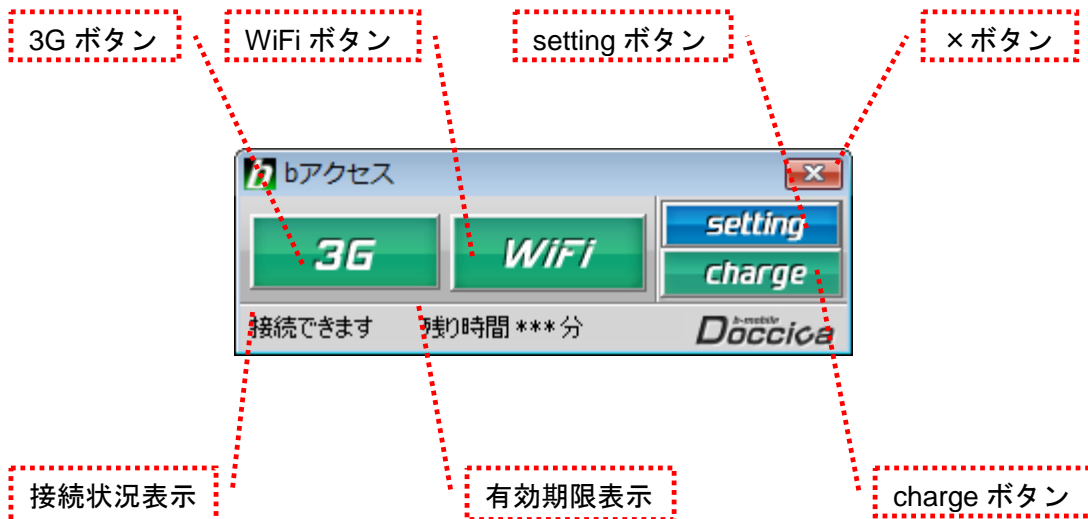 3G ボタン
WiFi ボタン
setting ボタン
×ボタン
bアクセス
3G
WiFi
setting
charge
接続できます
残り時間 *** 分
b-mobile
Doccica
接続状況表示
有効期限表示
charge ボタン